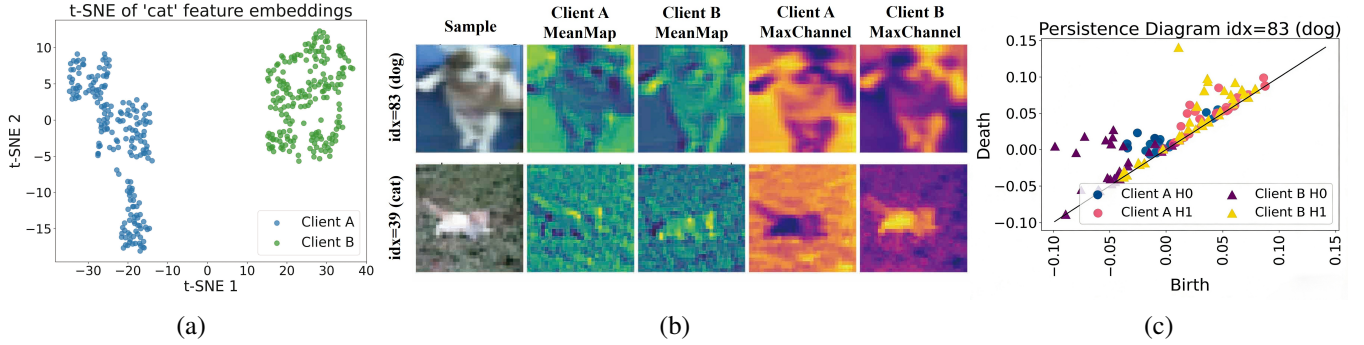 t-SNE of 'cat' feature embeddings
10
5
0
−5
−10
−15
t-SNE 2
−30
−20
−10
0
10
20
30
40
t-SNE 1
Client A
Client B
(a)
Sample
Client A
MeanMap
Client B
MeanMap
Client A
MaxChannel
Client B
MaxChannel
idx=83 (dog)
idx=39 (cat)
(b)
Persistence Diagram idx=83 (dog)
0.15
0.10
0.05
0.00
−0.05
−0.10
Death
Client A H0
Client A H1
Client B H0
Client B H1
−0.10
−0.05
0.00
0.05
0.10
0.15
Birth
(c)